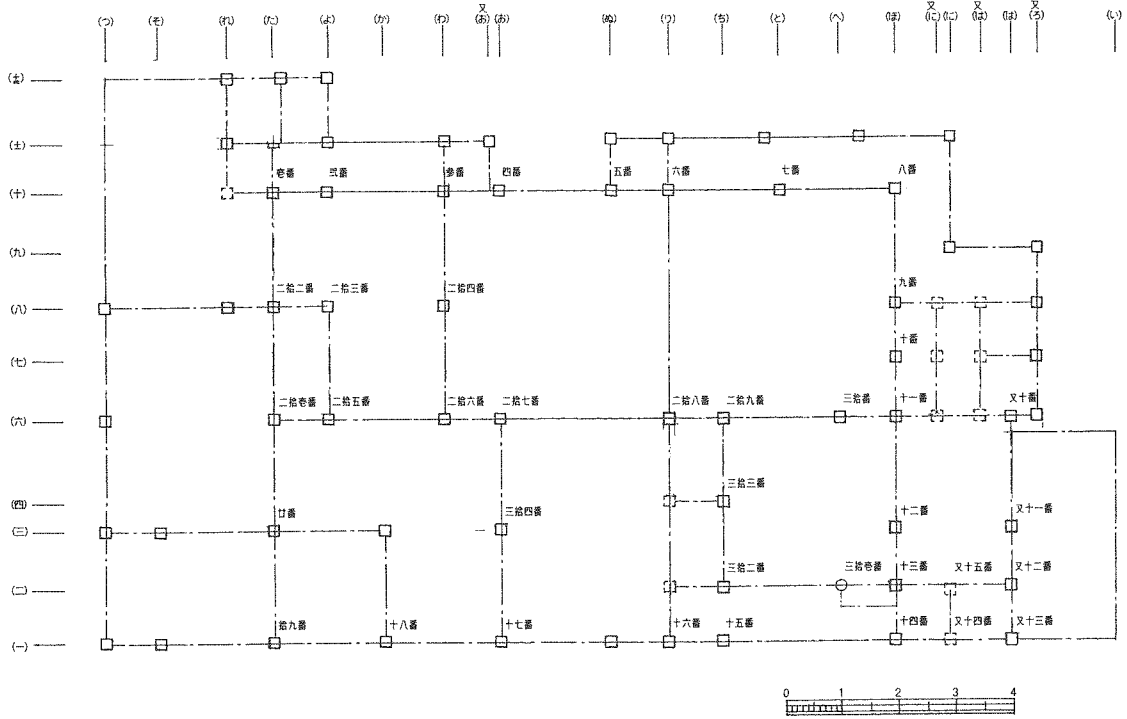 (つ) (そ) (れ) (た) (よ) (か) (わ) 又(お) (お) (ぬ) (り) (ち) (と) (へ) (ほ) 又(に) (に) 又(は) (は) 又(ろ) (い)
(十)
壱番 弐番 参番 四番 五番 六番 七番 八番
(九)
九番
(八)
二拾二番 二拾三番 二拾四番
十番
(七)
(六)
二拾壱番 二拾五番 二拾六番 二拾七番 二拾八番 二拾九番 三拾番 十一番 又十番
三拾三番
(四)
(三)
廿番 三拾四番 十二番 又十一番
三拾二番 三拾壱番 十三番 又十五番 又十二番
(二)
拾九番 十八番 十七番 十六番 十五番 十四番 又十四番 又十三番
(一)
0 1 2 3 4